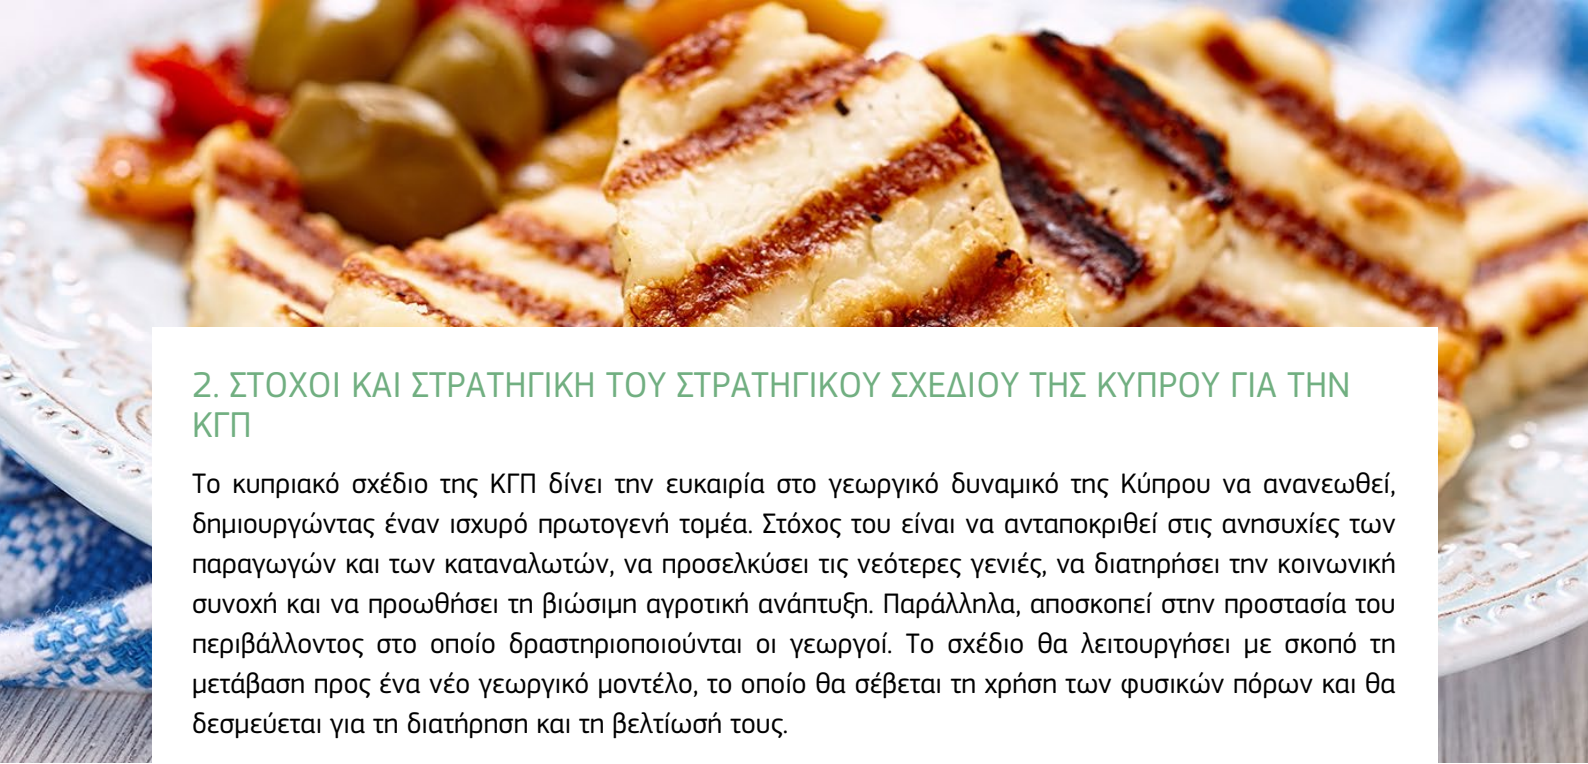 2. ΣΤΟΧΟΙ ΚΑΙ ΣΤΡΑΤΗΓΙΚΗ ΤΟΥ ΣΤΡΑΤΗΓΙΚΟΥ ΣΧΕΔΙΟΥ ΤΗΣ ΚΥΠΡΟΥ ΓΙΑ ΤΗΝ
ΚΓΠ
Το κυπριακό σχέδιο της ΚΓΠ δίνει την ευκαιρία στο γεωργικό δυναμικό της Κύπρου να ανανεωθεί,
δημιουργώντας έναν ισχυρό πρωτογενή τομέα. Στόχος του είναι να ανταποκριθεί στις ανησυχίες των
παραγωγών και των καταναλωτών, να προσελκύσει τις νεότερες γενιές, να διατηρήσει την κοινωνική
συνοχή και να προωθήσει τη βιώσιμη αγροτική ανάπτυξη. Παράλληλα, αποσκοπεί στην προστασία του
περιβάλλοντος στο οποίο δραστηριοποιούνται οι γεωργοί. Το σχέδιο θα λειτουργήσει με σκοπό τη
μετάβαση προς ένα νέο γεωργικό μοντέλο, το οποίο θα σέβεται τη χρήση των φυσικών πόρων και θα
δεσμεύεται για τη διατήρηση και τη βελτίωσή τους.